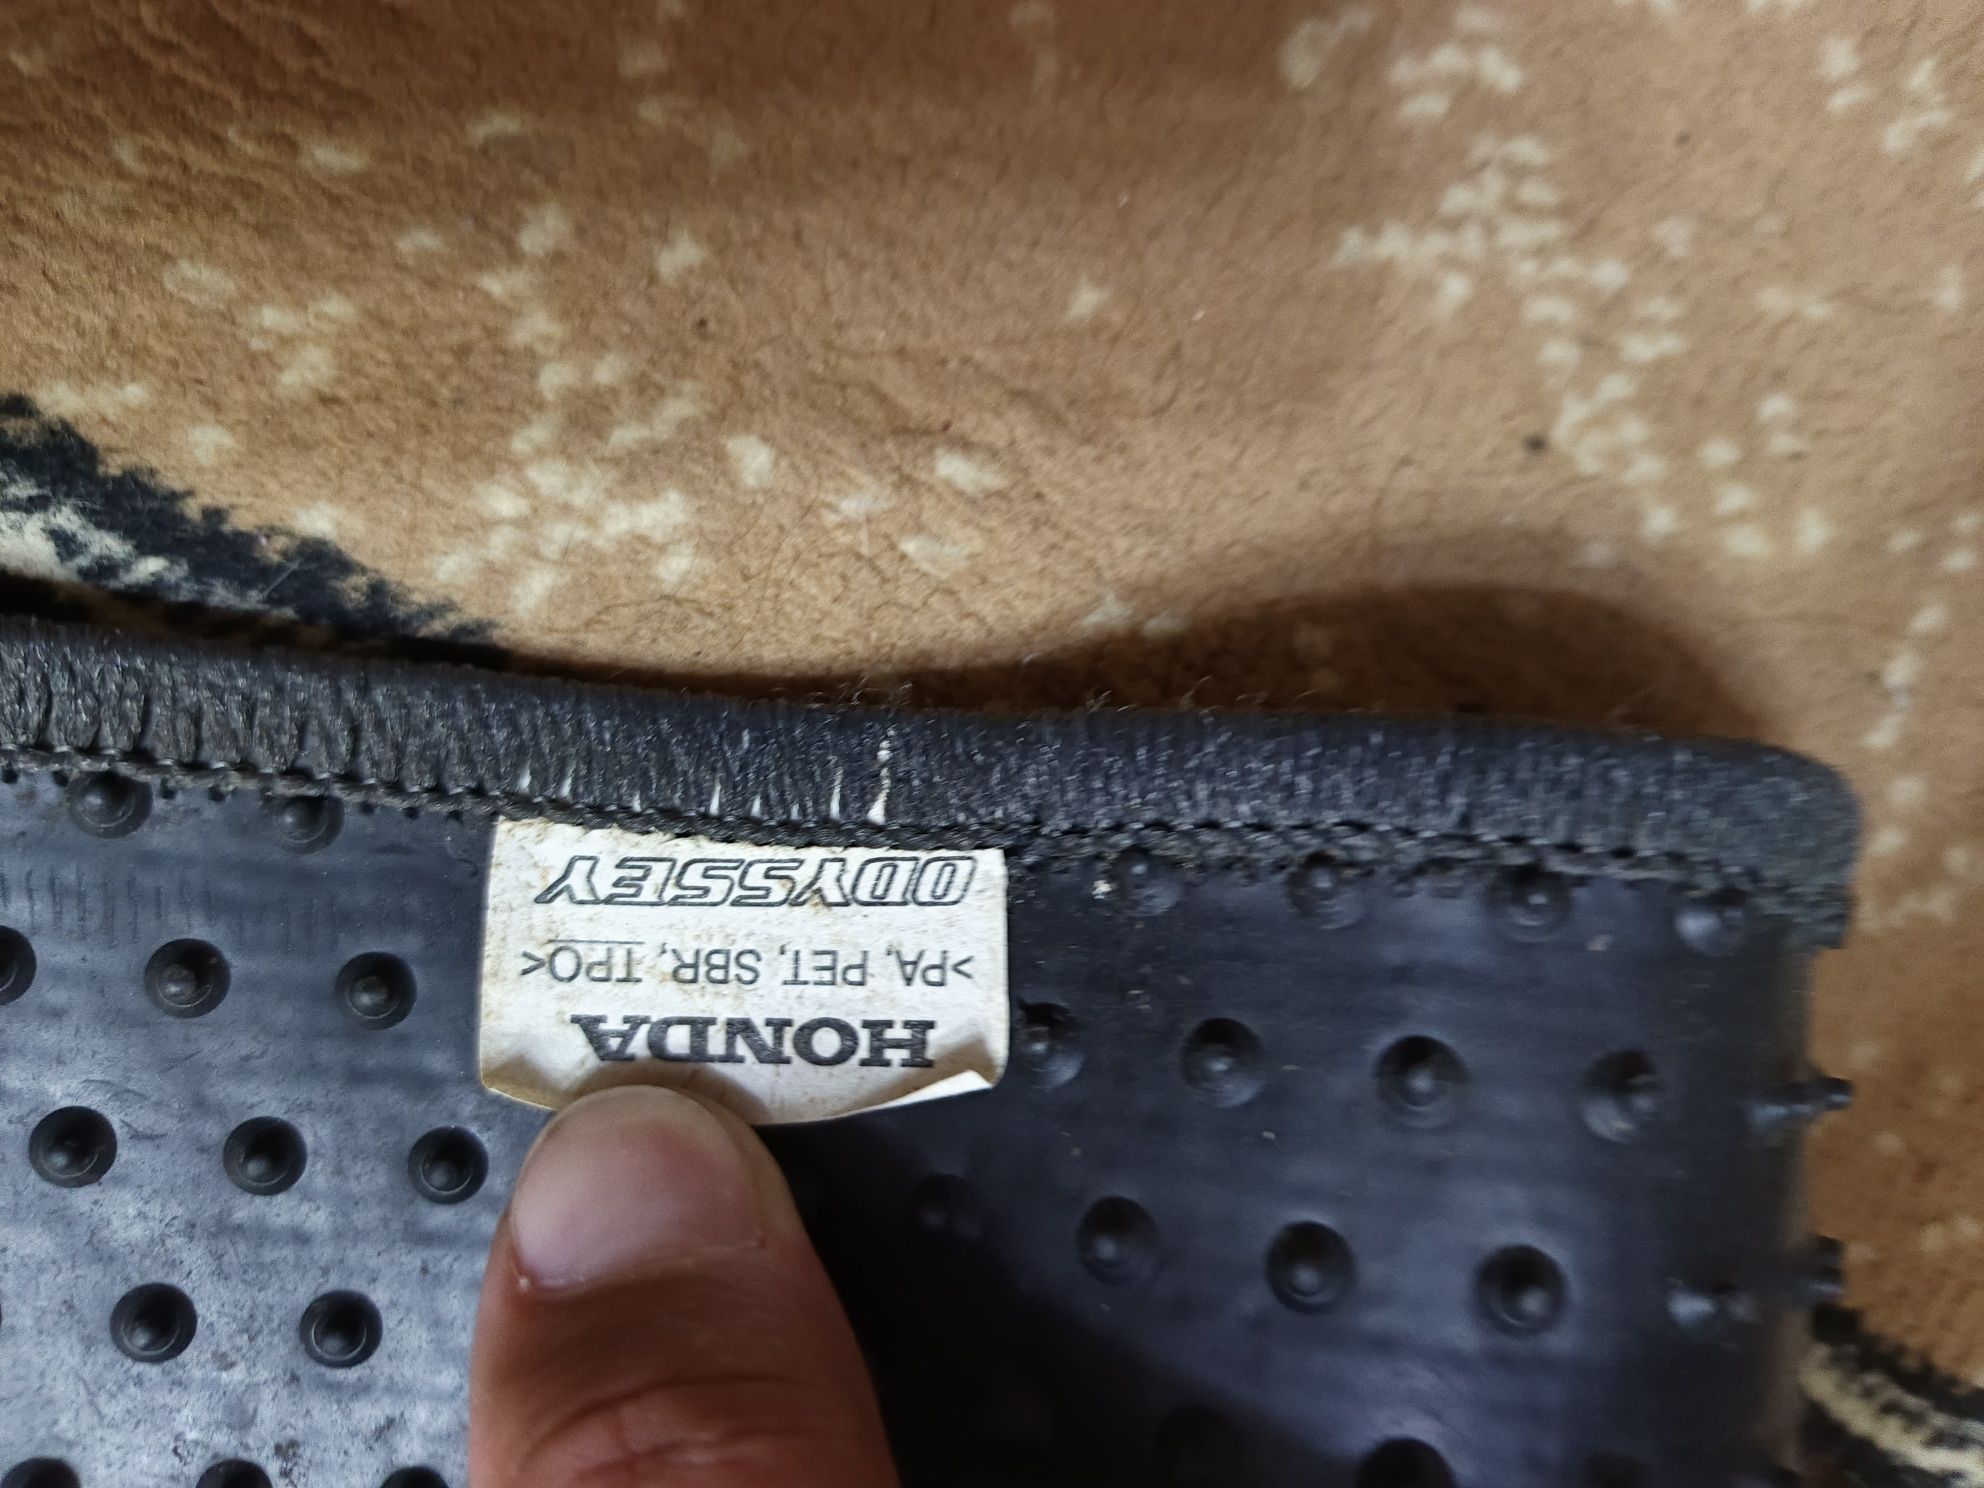 HONDA
>PA, PET, SBR, TPO<
ODYSSEY